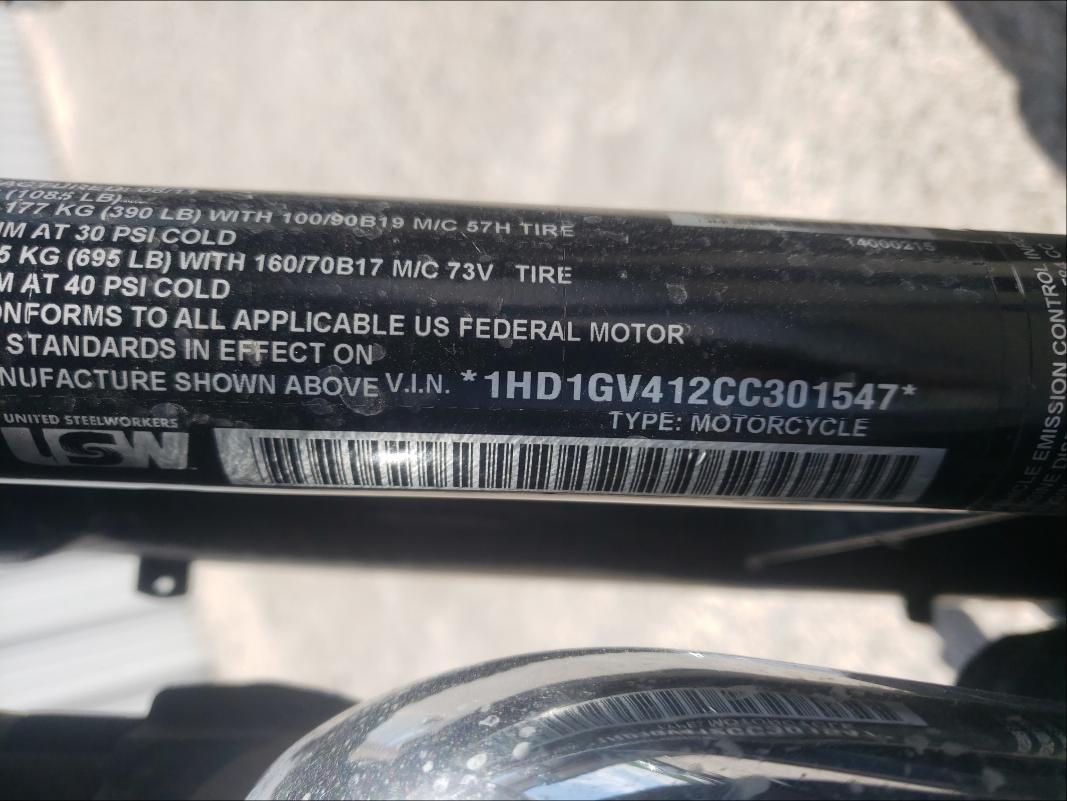 (1085 LB)
177 KG (390 LB) WITH 100/90B19 M/C 57H TIRE
MM AT 30 PSI COLD
5 KG (695 LB) WITH 160/70B17 M/C 73V TIRE
M AT 40 PSI COLD
ONFORMS TO ALL APPLICABLE US FEDERAL MOTOR
STANDARDS IN EFFECT ON
NUFACTURE SHOWN ABOVE V.I.N. *1HD1GV412CC301547*
TYPE: MOTORCYCLE
UNITED STEELWORKERS
USW
14000215
EMISSION CONTROL